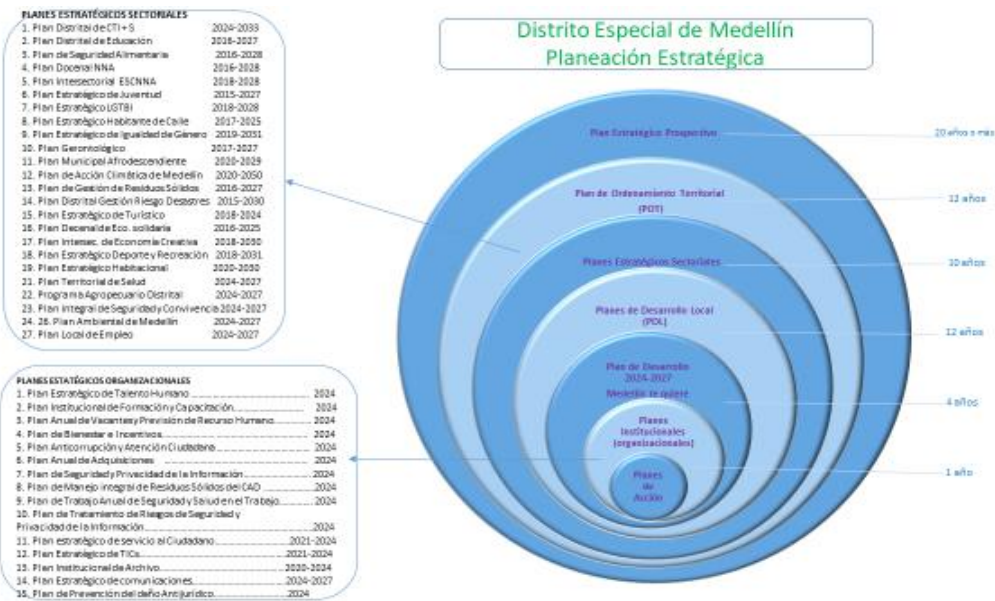 PLANES ESTRATÉGICOS SECTORIALES
1. Plan Distrital de CTI + S 2024-2033
2. Plan Distrital de Educación 2016-2027
3. Plan de Seguridad Alimentaria 2016-2028
4. Plan Docenal NNA 2016-2028
5. Plan Intersectorial ESCNNA 2018-2028
6. Plan Estratégico de Juventud 2015-2027
7. Plan Estratégico LGTBI 2018-2028
8. Plan Estratégico Habitante de Calle 2017-2025
9. Plan Estratégico de Igualdad de Género 2019-2031
10. Plan Gerontológico 2017-2027
11. Plan Municipal Afrodescendiente 2020-2029
12. Plan de Acción Climática de Medellín 2020-2050
13. Plan de Gestión de Residuos Sólidos 2016-2027
14. Plan Distrital Gestión Riesgo Desastres 2015-2030
15. Plan Estratégico de Turístico 2018-2024
16. Plan Decenal de Eco. solidaria 2016-2025
17. Plan Intersec. de Economía Creativa 2018-2030
18. Plan Estratégico Deporte y Recreación 2018-2031
19. Plan Estratégico Habitacional 2020-2030
21. Plan Territorial de Salud 2024-2027
22. Programa Agropecuario Distrital 2024-2027
23. Plan Integral de Seguridad y Convivencia 2024-2027
24. 26. Plan Ambiental de Medellín 2024-2027
27. Plan Local de Empleo 2024-2027
PLANES ESTATÉGICOS ORGANIZACIONALES
1. Plan Estratégico de Talento Humano 2024
2. Plan Institucional de Formación y Capacitación 2024
3. Plan Anual de Vacantes y Previsión de Recurso Humano 2024
4. Plan de Bienestar e Incentivos 2024
5. Plan Anticorrupción y Atención Ciudadana 2024
6. Plan Anual de Adquisiciones 2024
7. Plan de Seguridad y Privacidad de la Información 2024
8. Plan de Manejo integral de Residuos Sólidos del CAD 2024
9. Plan de Trabajo Anual de Seguridad y Salud en el Trabajo 2024
10. Plan de Tratamiento de Riesgos de Seguridad y
Privacidad de la Información 2024
11. Plan estratégico de servicio al Ciudadano 2021-2024
12. Plan Estratégico de TICs 2021-2024
13. Plan Institucional de Archivo 2020-2024
14. Plan Estratégico de comunicaciones 2024-2027
15. Plan de Prevención del daño Antijurídico 2024
Distrito Especial de Medellín
Planeación Estratégica
Plan Estratégico Prospectivo
20 años o más
Plan de Ordenamiento Territorial
(POT)
12 años
Planes Estratégicos Sectoriales
10 años
Planes de Desarrollo Local
(PDL)
12 años
Plan de Desarrollo
2024-2027
Medellín te quiere
4 años
Planes
Institucionales
(organizacionales)
1 año
Planes
de
Acción